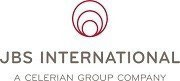 JBS INTERNATIONAL
A CELERIAN GROUP COMPANY